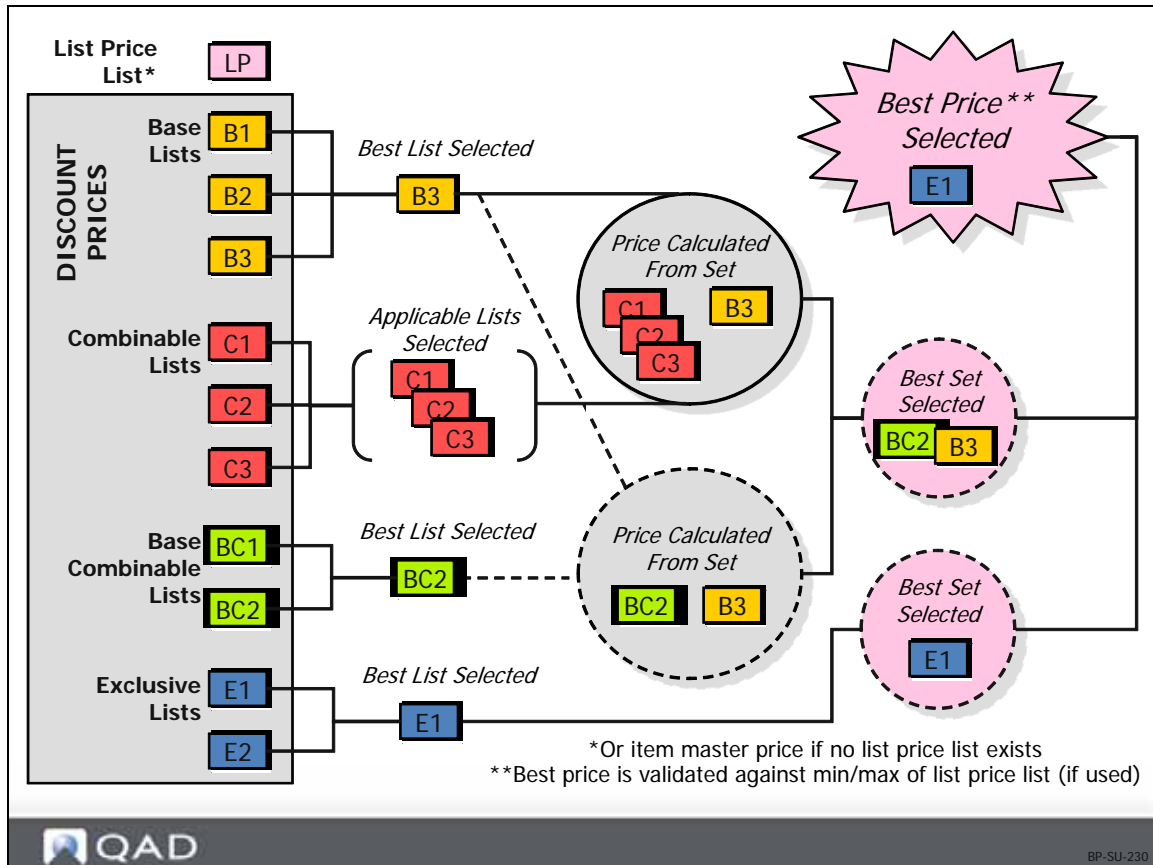 List Price
List*
LP
DISCOUNT
PRICES
Base
Lists
B1
B2
B3
Best List Selected
B3
Combinable
Lists
C1
C2
C3
Applicable Lists
Selected
C1
C2
C3
Base
Combinable
Lists
BC1
BC2
Best List Selected
BC2
Exclusive
Lists
E1
E2
Best List Selected
E1
Price Calculated
From Set
C1
C2
C3
B3
Price Calculated
From Set
BC2
B3
Best Set
Selected
BC2
B3
Best Set
Selected
E1
Best Price**
Selected
E1
*Or item master price if no list price list exists
**Best price is validated against min/max of list price list (if used)
QAD
BP-SU-230